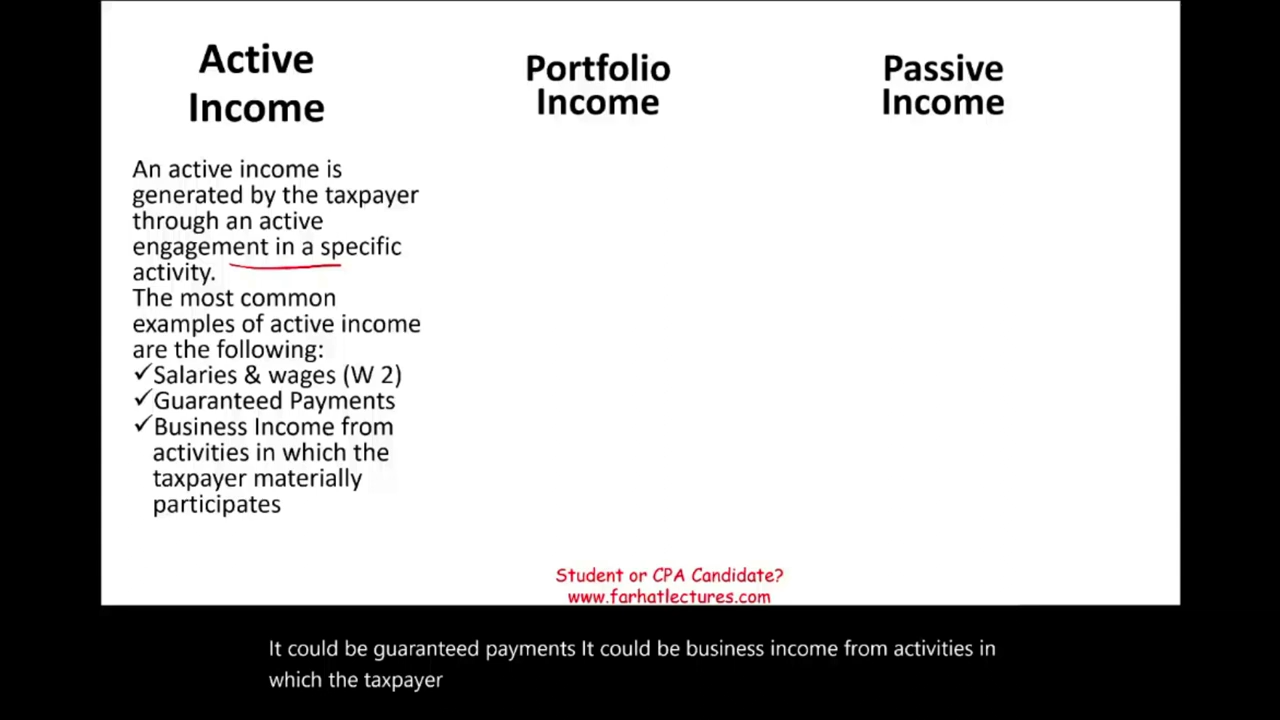 Active
Income
Portfolio
Income
Passive
Income
An active income is
generated by the taxpayer
through an active
engagement in a specific
activity.
The most common
examples of active income
are the following:
✓Salaries & wages (W 2)
✓Guaranteed Payments
✓Business Income from
activities in which the
taxpayer materially
participates
Student or CPA Candidate?
www.farhatlectures.com
It could be guaranteed payments It could be business income from activities in
which the taxpayer